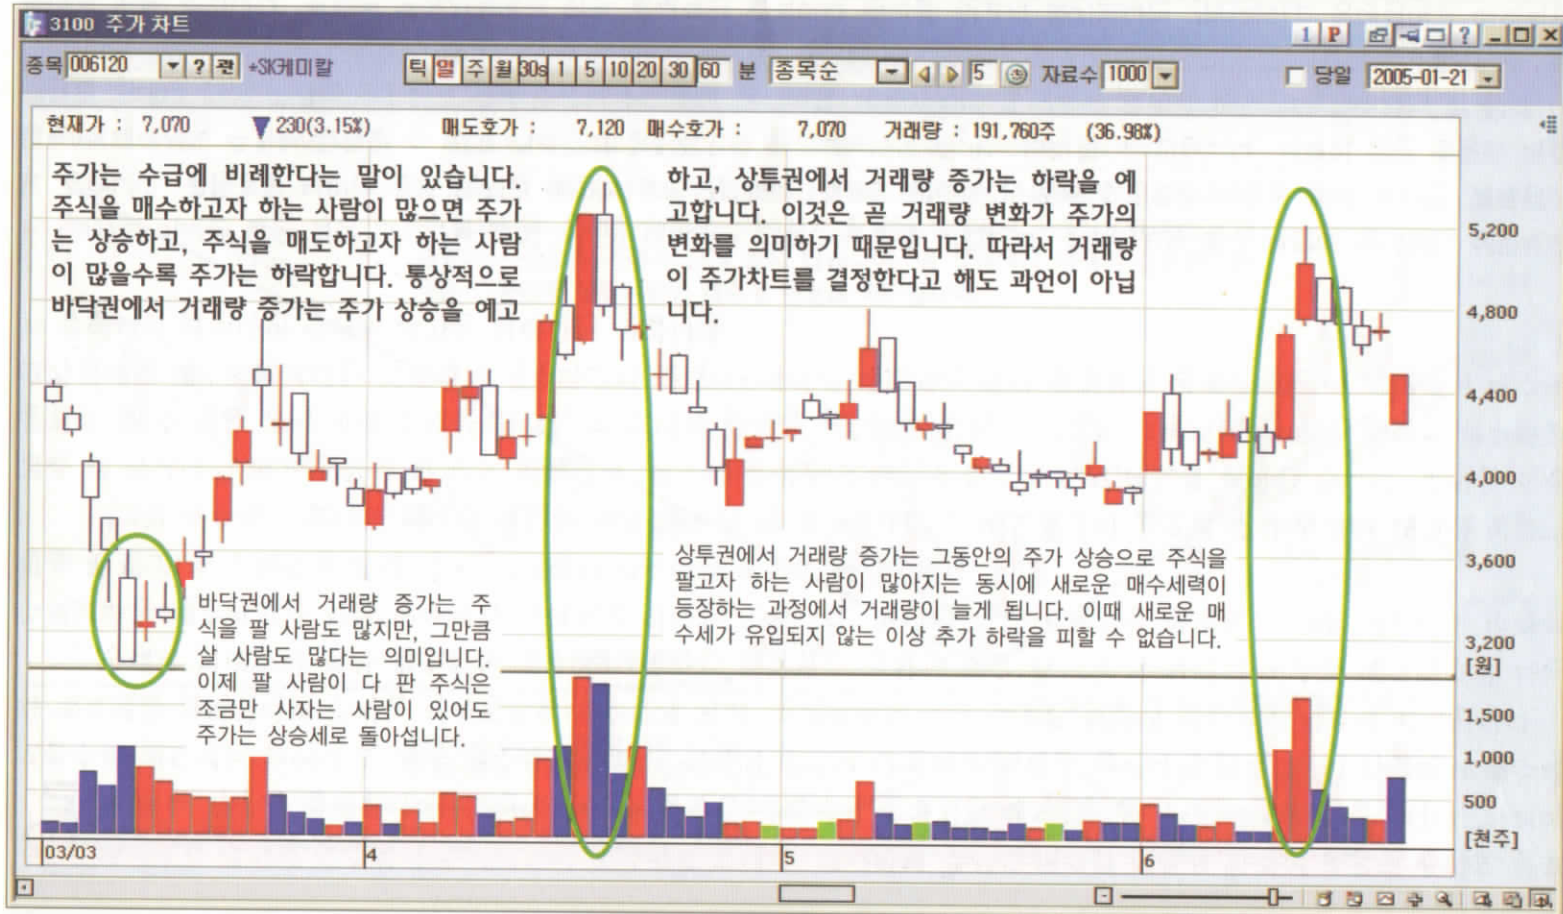 3100 주가 차트
1 P ?
종목 006120 ? 관 +SK케미칼 틱 일 주 월 30s 1 5 10 20 30 60 분 종목순 5 자료수 1000 당일 2005-01-21
현재가 : 7,070 ▼ 230(3.15%) 매도호가 : 7,120 매수호가 : 7,070 거래량 : 191,760주 (36.98%)
주가는 수급에 비례한다는 말이 있습니다.
주식을 매수하고자 하는 사람이 많으면 주가
는 상승하고, 주식을 매도하고자 하는 사람
이 많을수록 주가는 하락합니다. 통상적으로
바닥권에서 거래량 증가는 주가 상승을 예고
하고, 상투권에서 거래량 증가는 하락을 예
고합니다. 이것은 곧 거래량 변화가 주가의
변화를 의미하기 때문입니다. 따라서 거래량
이 주가차트를 결정한다고 해도 과언이 아닙
니다.
5,200
4,800
4,400
4,000
3,600
3,200
[원]
상투권에서 거래량 증가는 그동안의 주가 상승으로 주식을
팔고자 하는 사람이 많아지는 동시에 새로운 매수세력이
등장하는 과정에서 거래량이 늘게 됩니다. 이때 새로운 매
수세가 유입되지 않는 이상 추가 하락을 피할 수 없습니다.
바닥권에서 거래량 증가는 주
식을 팔 사람도 많지만, 그만큼
살 사람도 많다는 의미입니다.
이제 팔 사람이 다 판 주식은
조금만 사자는 사람이 있어도
주가는 상승세로 돌아섭니다.
1,500
1,000
500
[천주]
03/03 4 5 6